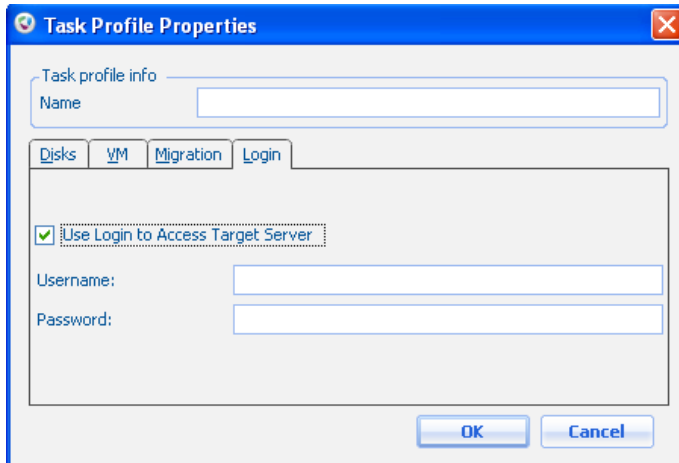 Task Profile Properties
Task profile info
Name
Disks VM Migration Login
Use Login to Access Target Server
Username:
Password:
OK Cancel